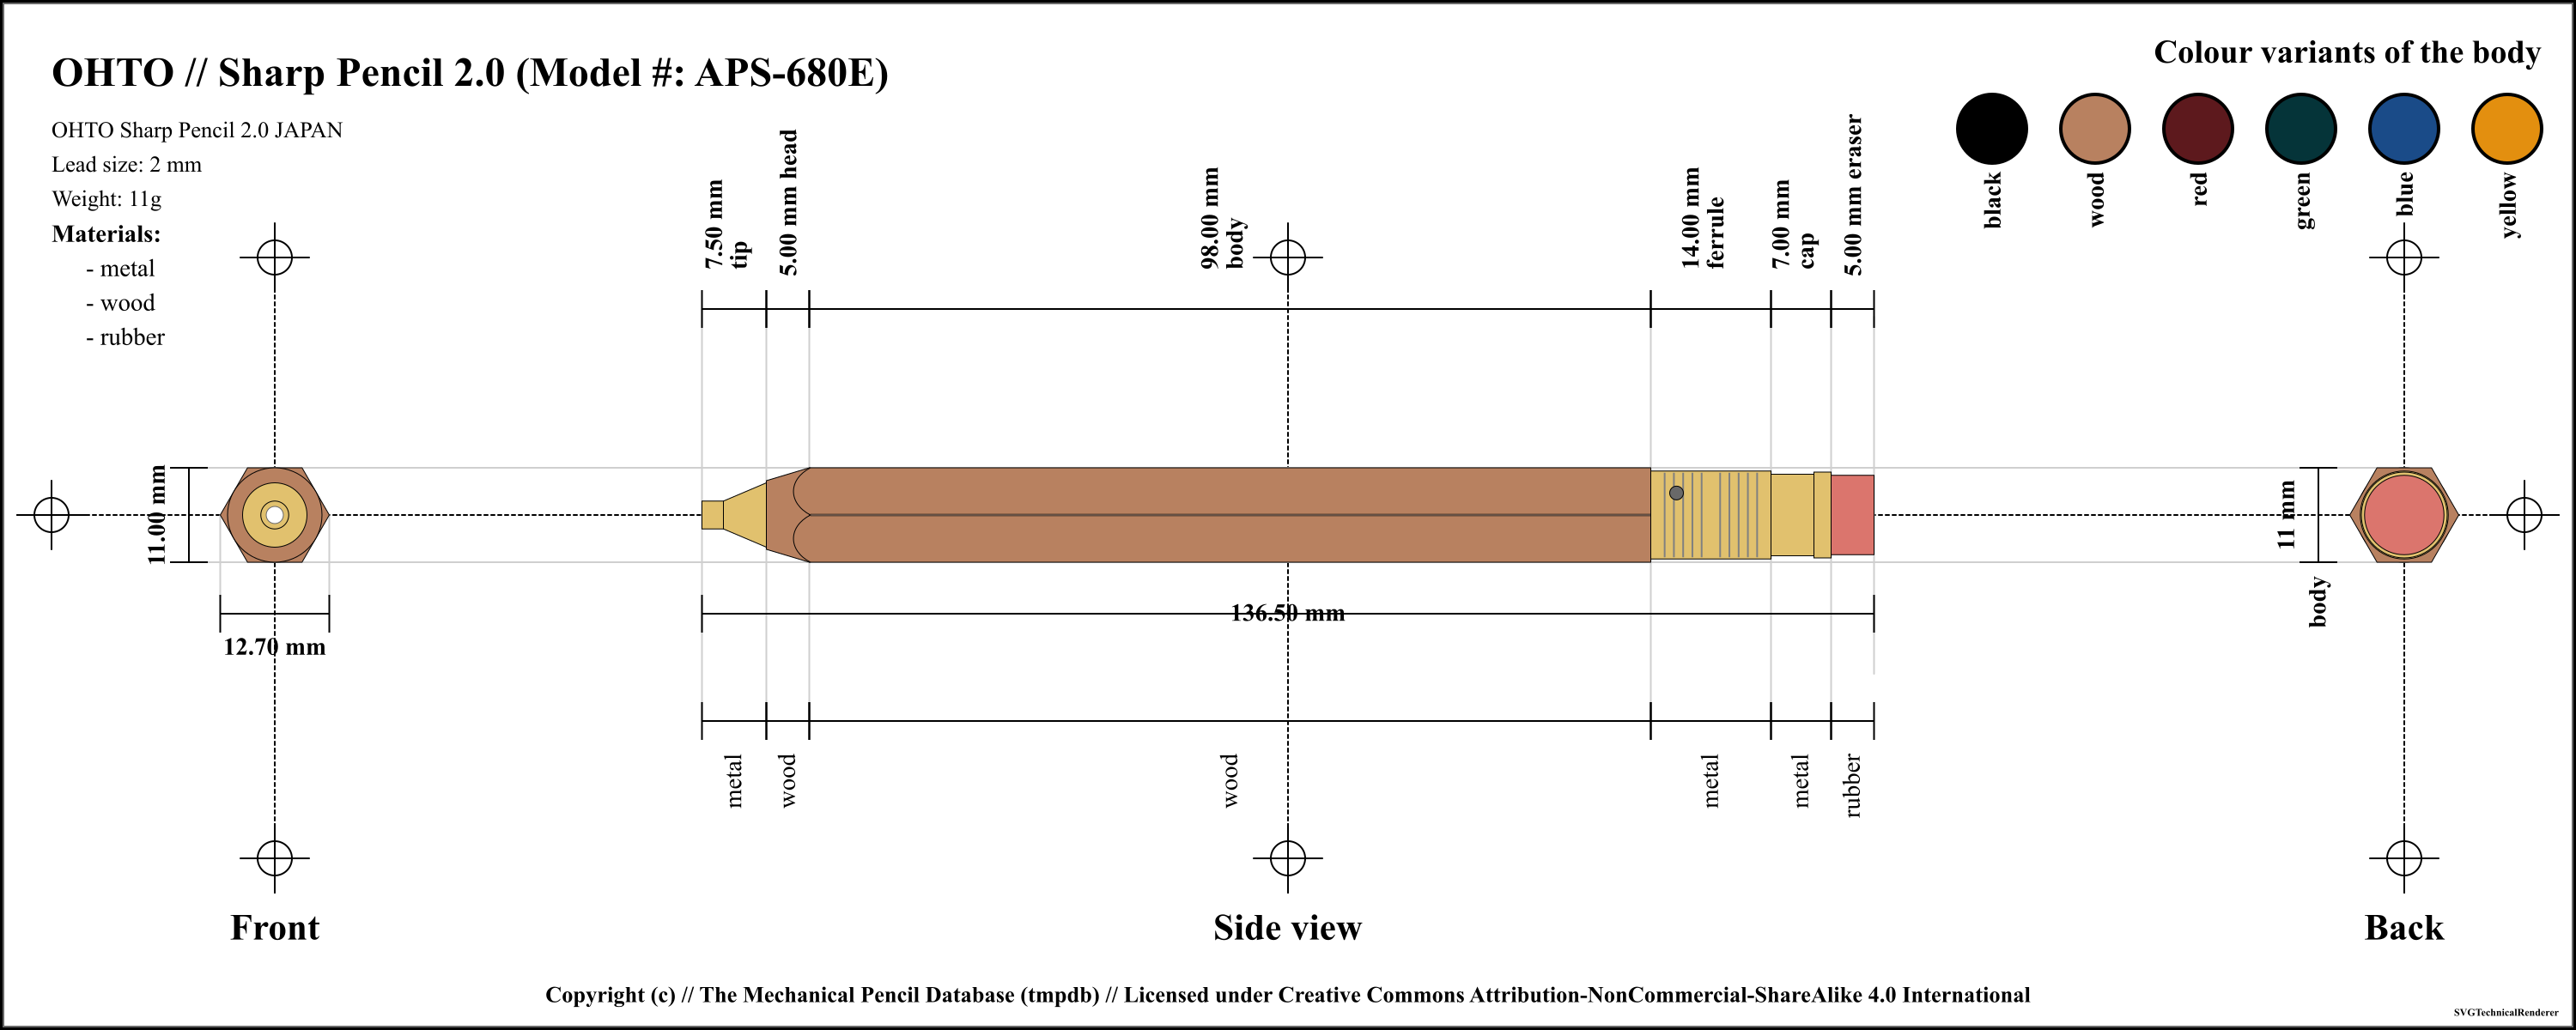 OHTO // Sharp Pencil 2.0 (Model #: APS-680E)
OHTO Sharp Pencil 2.0 JAPAN
Lead size: 2 mm
Weight: 11g
Materials:
- metal
- wood
- rubber
Colour variants of the body
black
wood
red
green
blue
yellow
7.50 mm
tip
5.00 mm head
98.00 mm
body
14.00 mm
ferrule
7.00 mm
cap
5.00 mm eraser
11.00 mm
12.70 mm
136.50 mm
11 mm
body
metal
wood
wood
metal
metal
rubber
Front
Side view
Back
Copyright (c) // The Mechanical Pencil Database (tmpdb) // Licensed under Creative Commons Attribution-NonCommercial-ShareAlike 4.0 International
SVGTechnicalRenderer